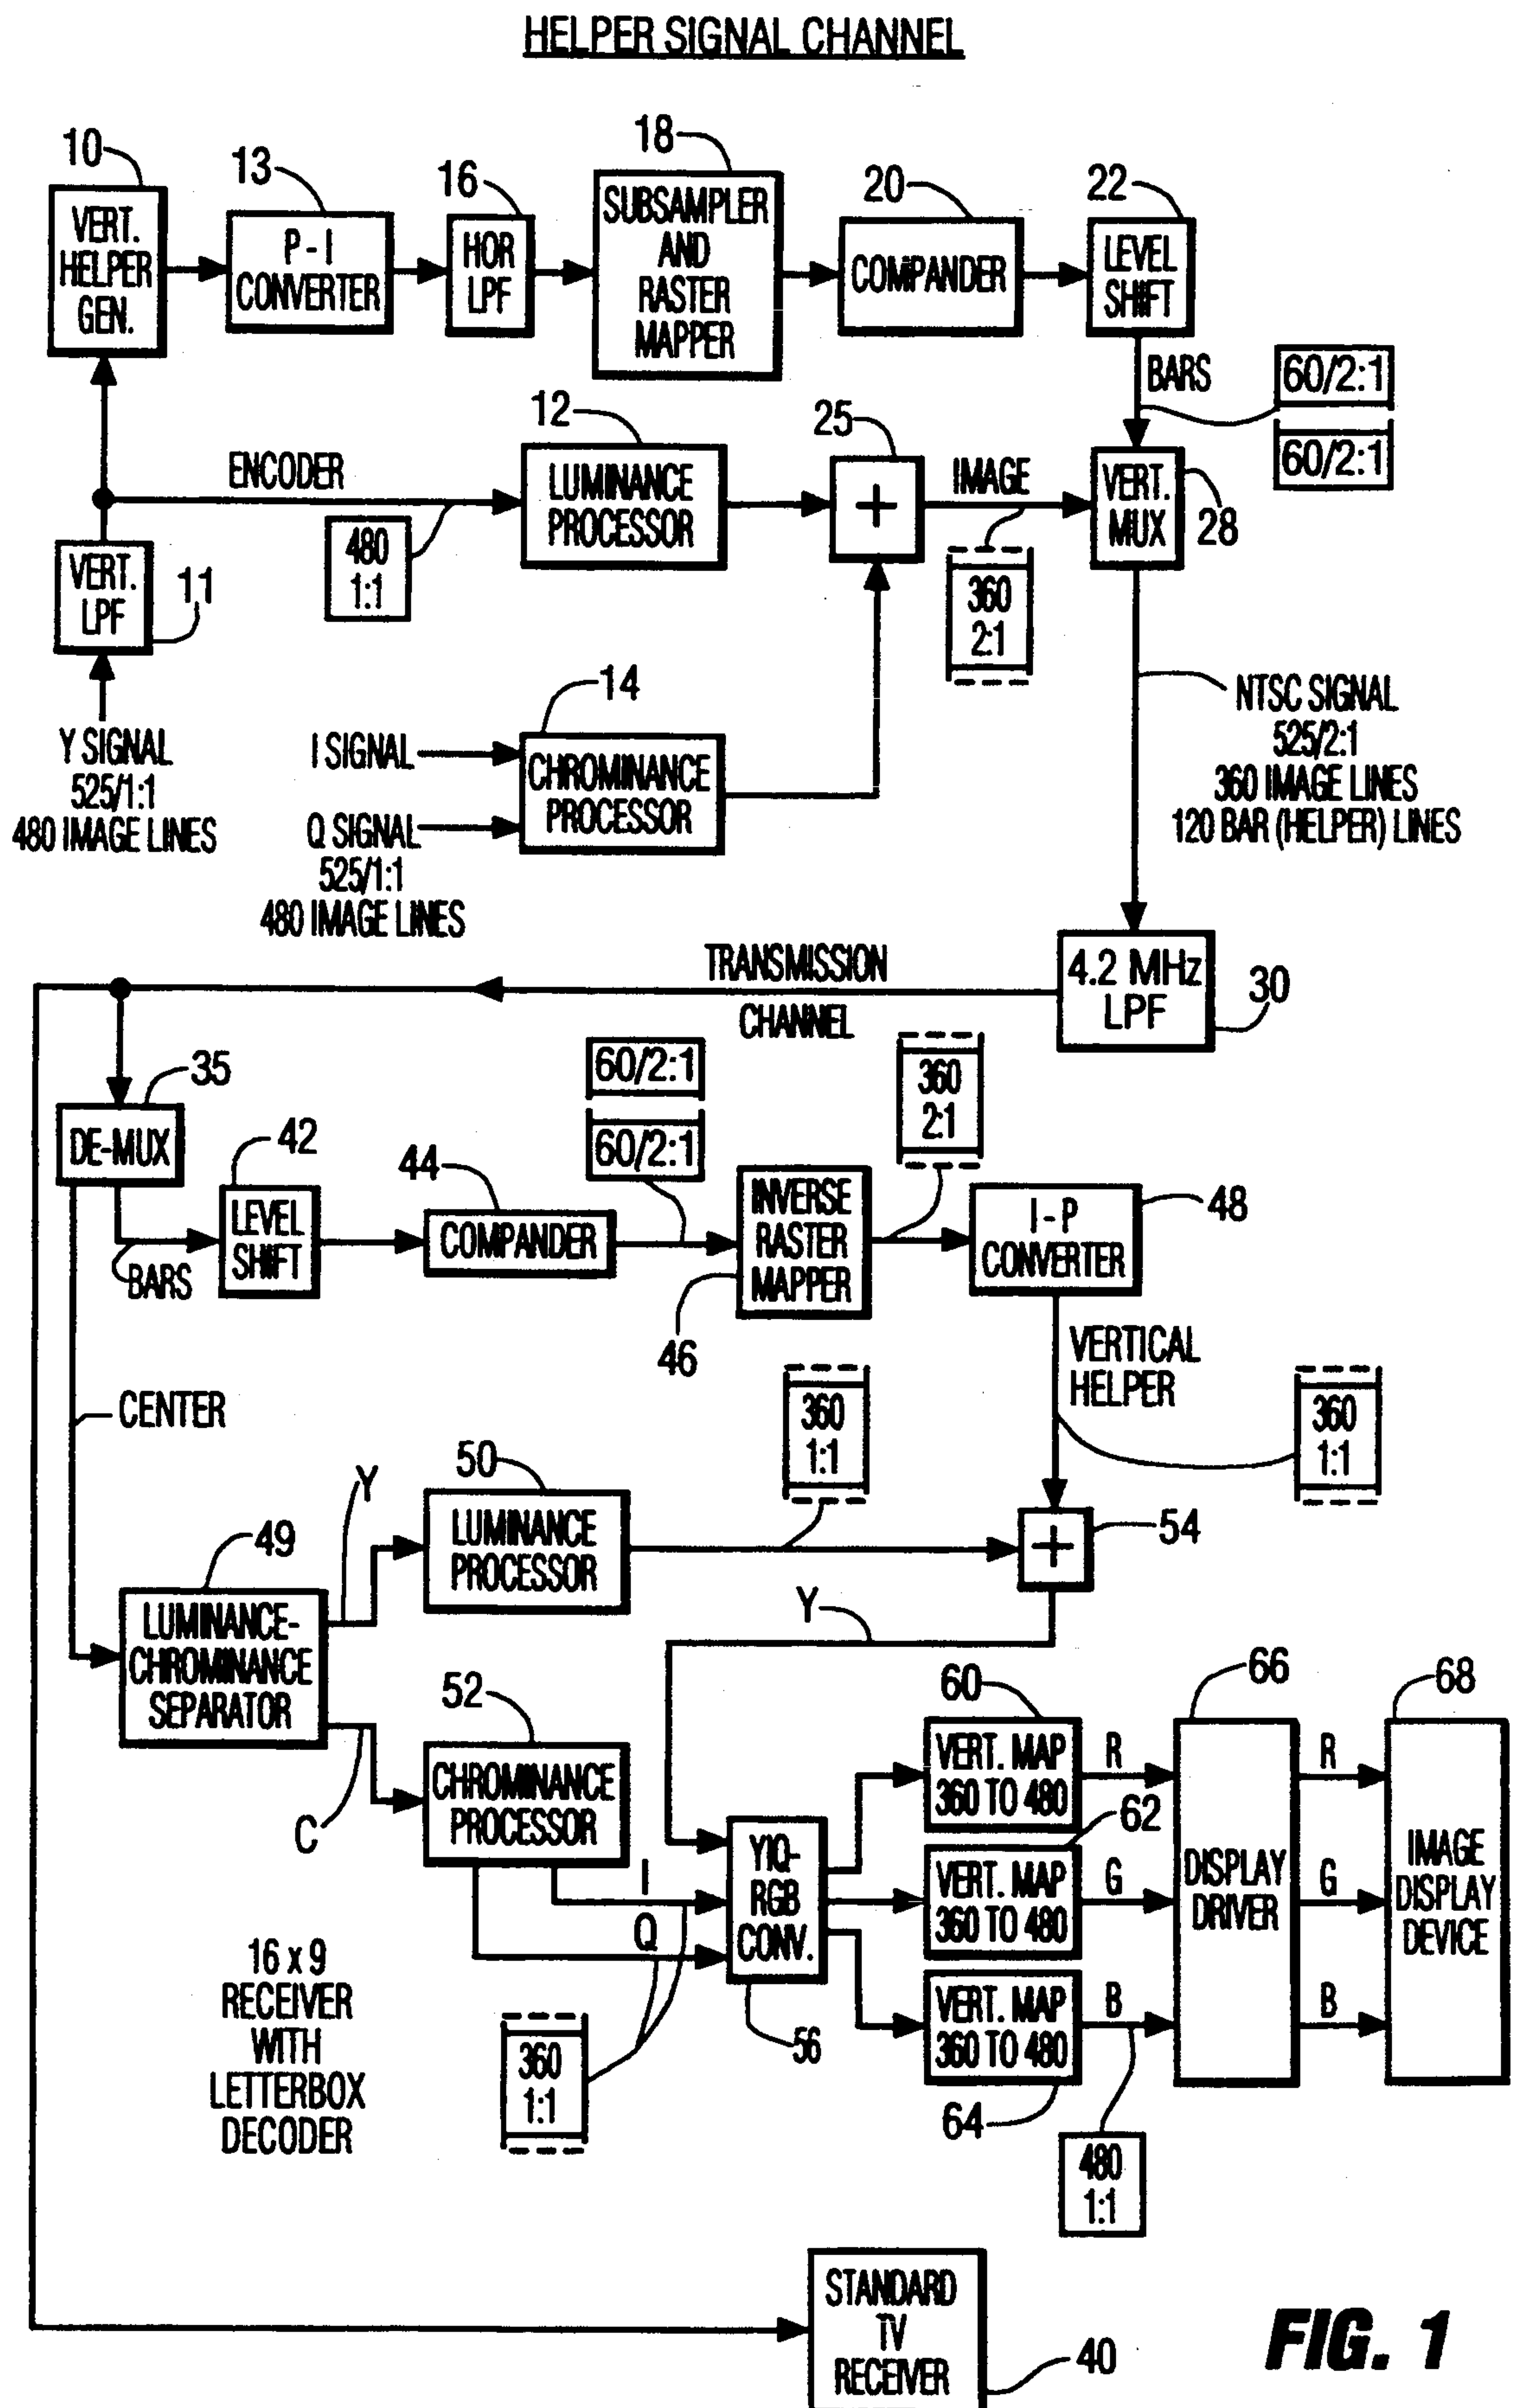 HELPER SIGNAL CHANNEL
10
VERT.
HELPER
GEN.
13
P-I
CONVERTER
16
HOR
LPF
18
SUBSAMPLER
AND
RASTER
MAPPER
20
COMPANDER
22
LEVEL
SHIFT
BARS
60/2:1
60/2:1
ENCODER
480
1:1
12
LUMINANCE
PROCESSOR
25
+
IMAGE
360
2:1
VERT.
MUX
28
VERT.
LPF
11
Y SIGNAL
525/1:1
480 IMAGE LINES
I SIGNAL
Q SIGNAL
525/1:1
480 IMAGE LINES
14
CHROMINANCE
PROCESSOR
NTSC SIGNAL
525/2:1
360 IMAGE LINES
120 BAR (HELPER) LINES
4.2 MHz
LPF
30
TRANSMISSION
CHANNEL
35
DE-MUX
BARS
42
LEVEL
SHIFT
44
COMPANDER
60/2:1
60/2:1
INVERSE
RASTER
MAPPER
46
360
2:1
I-P
CONVERTER
48
VERTICAL
HELPER
360
1:1
360
1:1
CENTER
49
LUMINANCE-
CHROMINANCE
SEPARATOR
Y
C
50
LUMINANCE
PROCESSOR
+
54
Y
52
CHROMINANCE
PROCESSOR
I
Q
360
1:1
YIQ-
RGB
CONV.
56
60
VERT. MAP
360 TO 480
R
62
VERT. MAP
360 TO 480
G
VERT. MAP
360 TO 480
B
64
480
1:1
66
DISPLAY
DRIVER
R
G
B
68
IMAGE
DISPLAY
DEVICE
16 x 9
RECEIVER
WITH
LETTERBOX
DECODER
STANDARD
TV
RECEIVER
40
FIG. 1